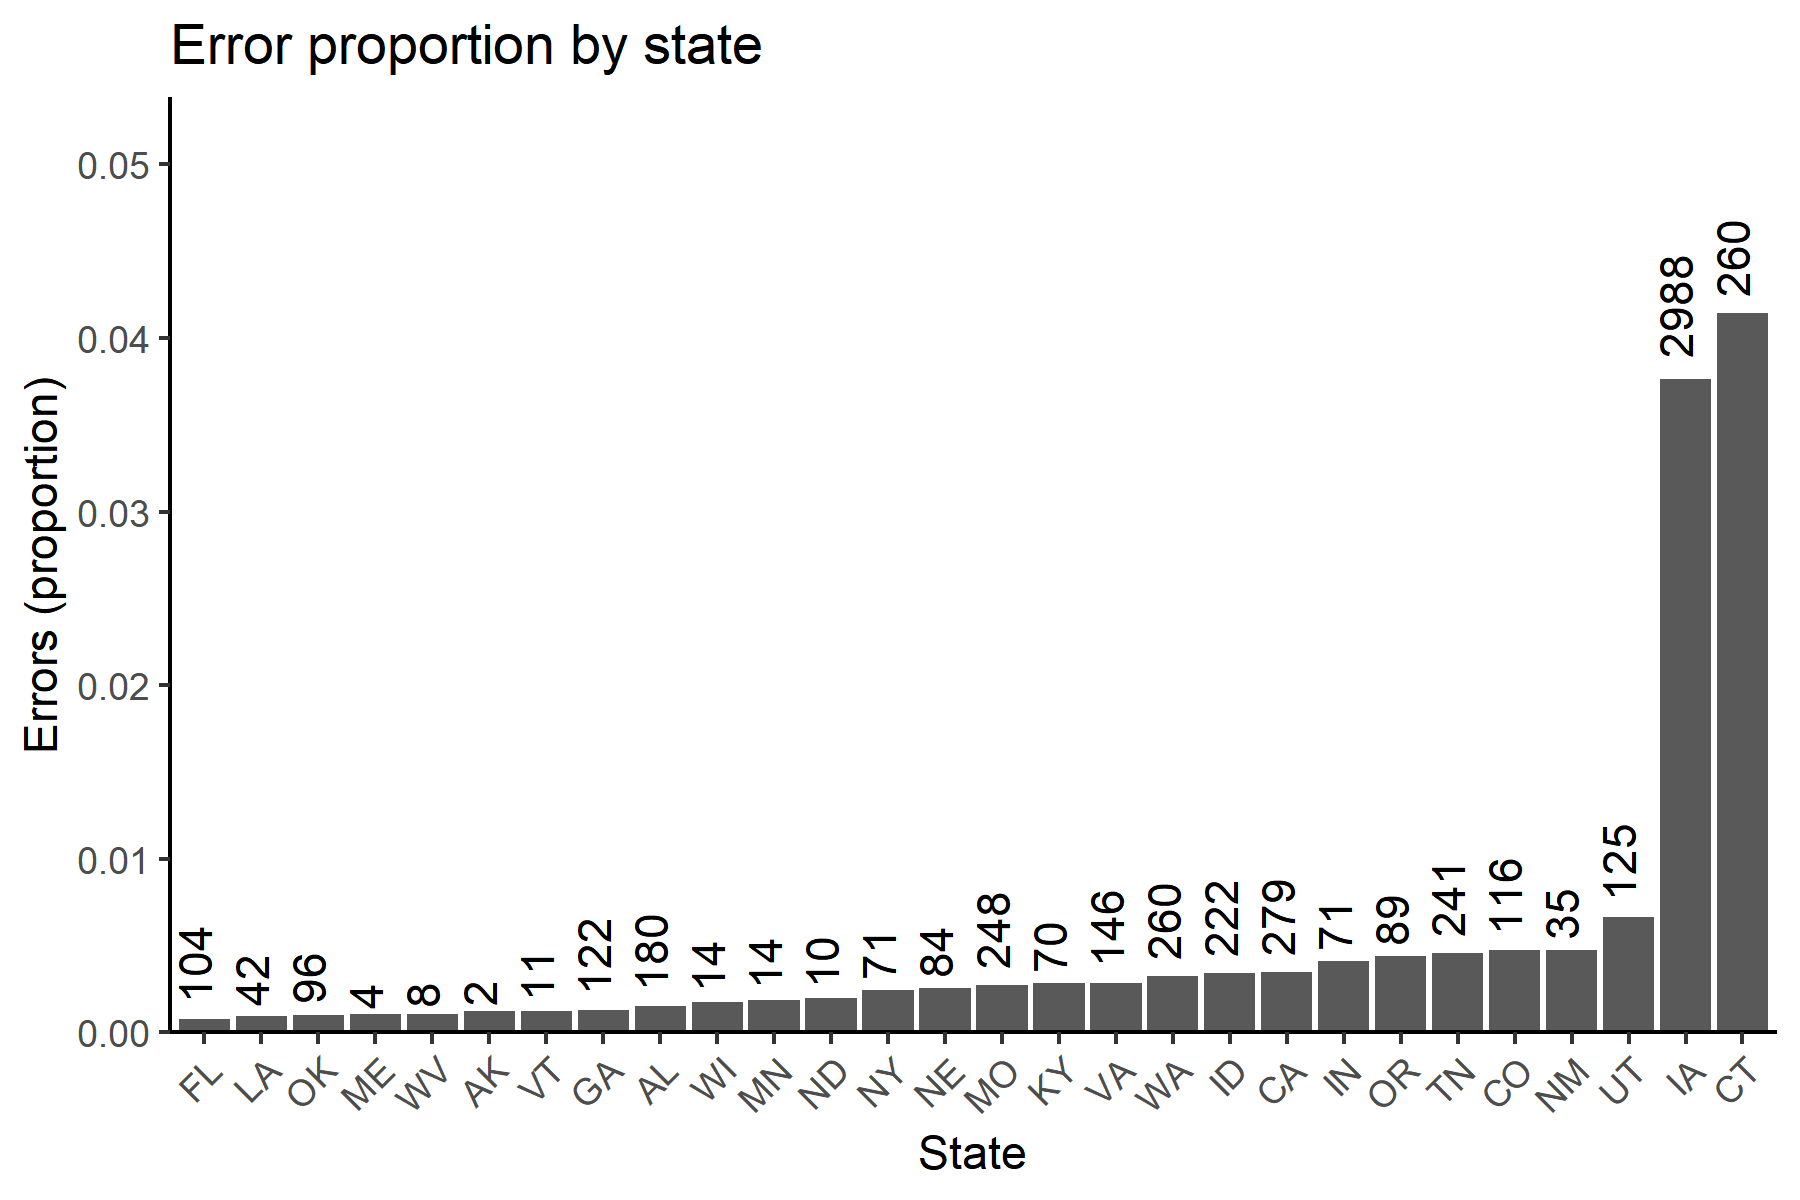 Error proportion by state
Errors (proportion)
0.05
0.04
0.03
0.02
0.01
0.00
104 42 96 4 8 2 11 122 180 14 14 10 71 84 248 70 146 260 222 279 71 89 241 116 35 125 2988 260
FL LA OK ME WV AK VT GA AL WI MN ND NY NE MO KY VA WA ID CA IN OR TN CO NM UT IA CT
State